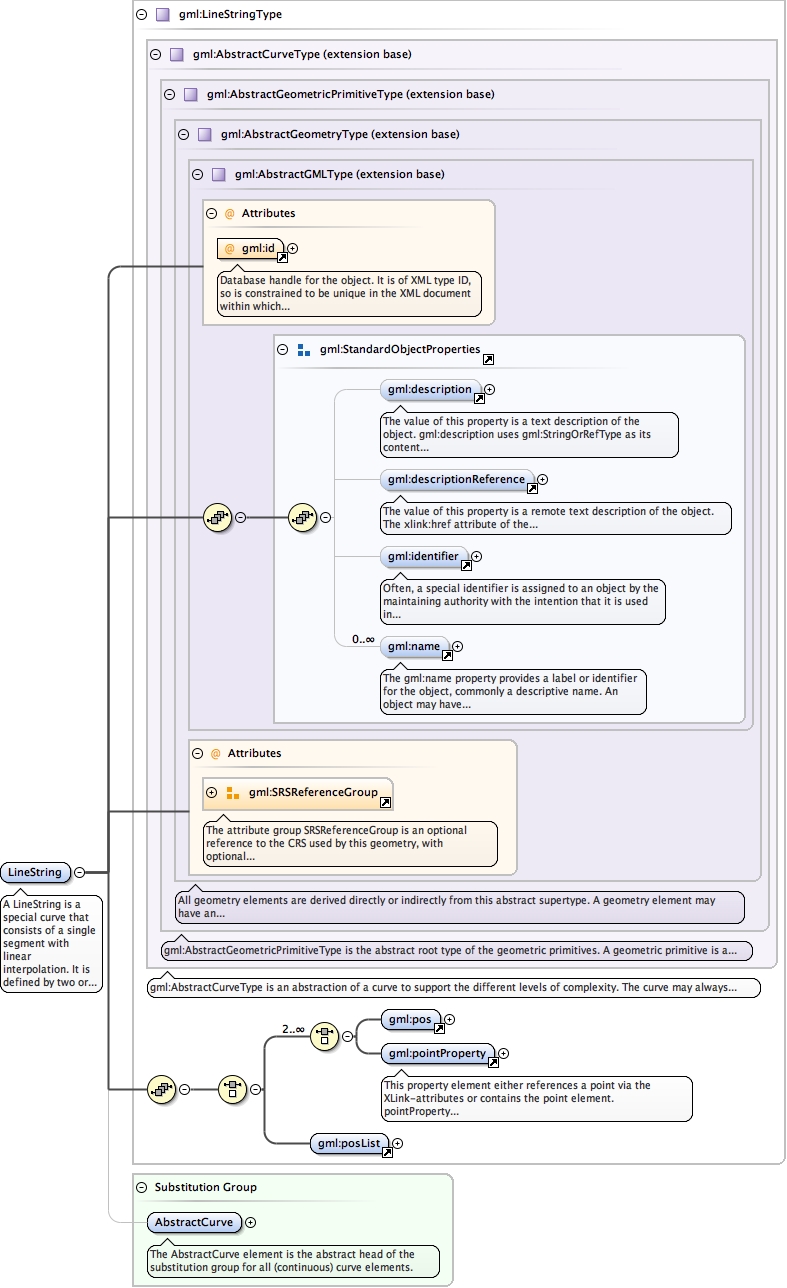 gml:LineStringType
gml:AbstractCurveType (extension base)
gml:AbstractGeometricPrimitiveType (extension base)
gml:AbstractGeometryType (extension base)
gml:AbstractGMLType (extension base)
@ Attributes
@ gml:id
Database handle for the object. It is of XML type ID,
so is constrained to be unique in the XML document
within which...
gml:StandardObjectProperties
gml:description
The value of this property is a text description of the
object. gml:description uses gml:StringOrRefType as its
content...
gml:descriptionReference
The value of this property is a remote text description of the object.
The xlink:href attribute of the...
gml:identifier
Often, a special identifier is assigned to an object by the
maintaining authority with the intention that it is used
in...
0..∞
gml:name
The gml:name property provides a label or identifier
for the object, commonly a descriptive name. An
object may have...
@ Attributes
gml:SRSReferenceGroup
The attribute group SRSReferenceGroup is an optional
reference to the CRS used by this geometry, with
optional...
LineString
A LineString is a
special curve that
consists of a single
segment with
linear
interpolation. It is
defined by two or...
All geometry elements are derived directly or indirectly from this abstract supertype. A geometry element may
have an...
gml:AbstractGeometricPrimitiveType is the abstract root type of the geometric primitives. A geometric primitive is a...
gml:AbstractCurveType is an abstraction of a curve to support the different levels of complexity. The curve may always...
2..∞
gml:pos
gml:pointProperty
This property element either references a point via the
XLink-attributes or contains the point element.
pointProperty...
gml:posList
Substitution Group
AbstractCurve
The AbstractCurve element is the abstract head of the
substitution group for all (continuous) curve elements.